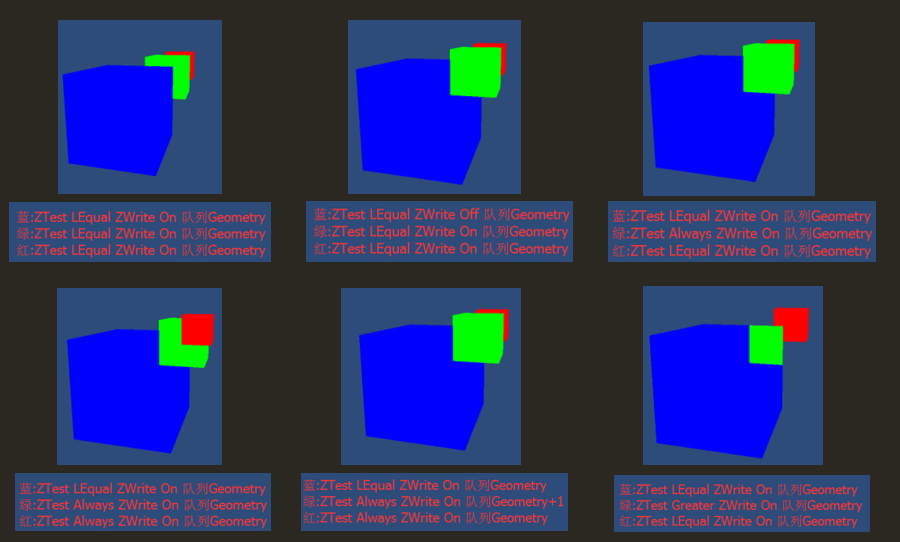 蓝:ZTest LEqual ZWrite On 队列Geometry
绿:ZTest LEqual ZWrite On 队列Geometry
红:ZTest LEqual ZWrite On 队列Geometry
蓝:ZTest LEqual ZWrite Off 队列Geometry
绿:ZTest LEqual ZWrite On 队列Geometry
红:ZTest LEqual ZWrite On 队列Geometry
蓝:ZTest LEqual ZWrite On 队列Geometry
绿:ZTest Always ZWrite On 队列Geometry
红:ZTest LEqual ZWrite On 队列Geometry
蓝:ZTest LEqual ZWrite On 队列Geometry
绿:ZTest Always ZWrite On 队列Geometry
红:ZTest Always ZWrite On 队列Geometry
蓝:ZTest LEqual ZWrite On 队列Geometry
绿:ZTest Always ZWrite On 队列Geometry+1
红:ZTest Always ZWrite On 队列Geometry
蓝:ZTest LEqual ZWrite On 队列Geometry
绿:ZTest Greater ZWrite On 队列Geometry
红:ZTest LEqual ZWrite On 队列Geometry